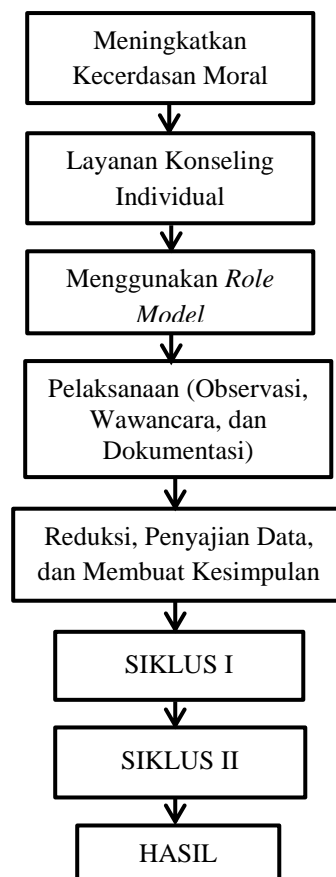 Meningkatkan
Kecerdasan Moral
Layanan Konseling
Individual
Menggunakan Role
Model
Pelaksanaan (Observasi,
Wawancara, dan
Dokumentasi)
Reduksi, Penyajian Data,
dan Membuat Kesimpulan
SIKLUS I
SIKLUS II
HASIL